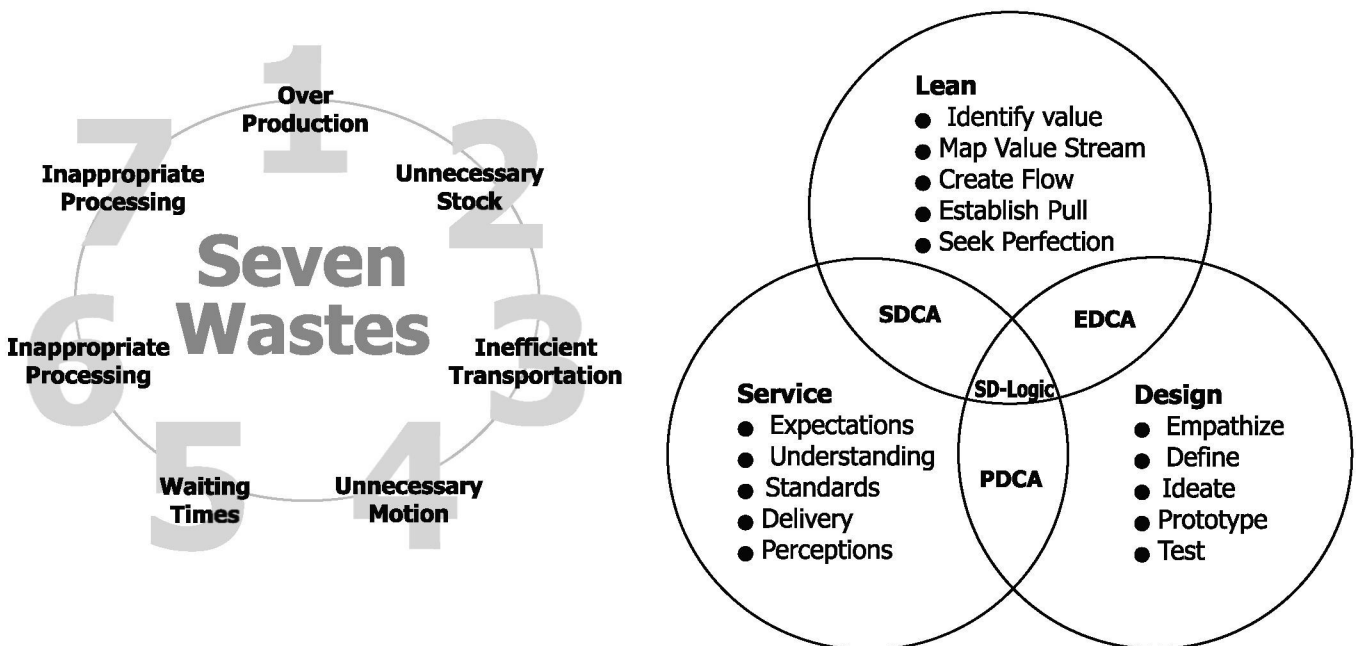 1
Over
Production
2
Unnecessary
Stock
3
Inefficient
Transportation
4
Unnecessary
Motion
5
Waiting
Times
6
Inappropriate
Processing
7
Inappropriate
Processing
Seven
Wastes
Lean
● Identify value
● Map Value Stream
● Create Flow
● Establish Pull
● Seek Perfection
SDCA
EDCA
SD-Logic
PDCA
Service
● Expectations
● Understanding
● Standards
● Delivery
● Perceptions
Design
● Empathize
● Define
● Ideate
● Prototype
● Test